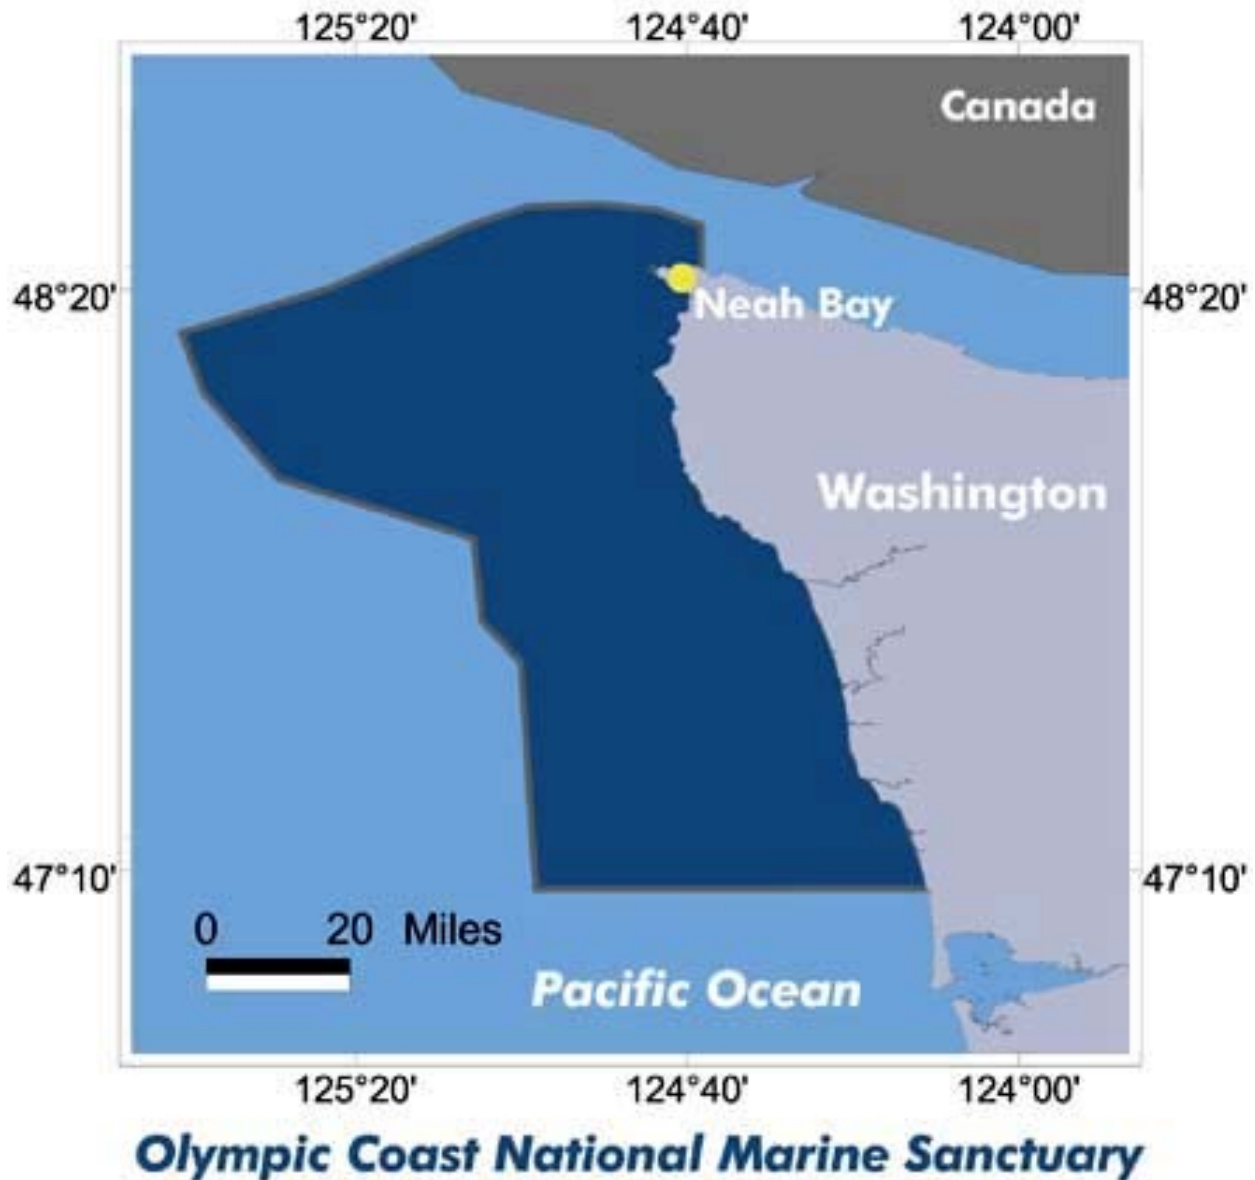 125°20' 124°40' 124°00'
Canada
48°20' 48°20'
Neah Bay
Washington
47°10' 47°10'
0 20 Miles
Pacific Ocean
125°20' 124°40' 124°00'
Olympic Coast National Marine Sanctuary